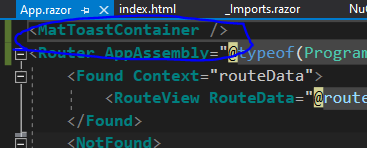 App.razor index.html _Imports.razor
<MatToastContainer />
<Router AppAssembly="@typeof(Program
<Found Context="routeData">
<RouteView RouteData="@route
</Found>
<NotFound>